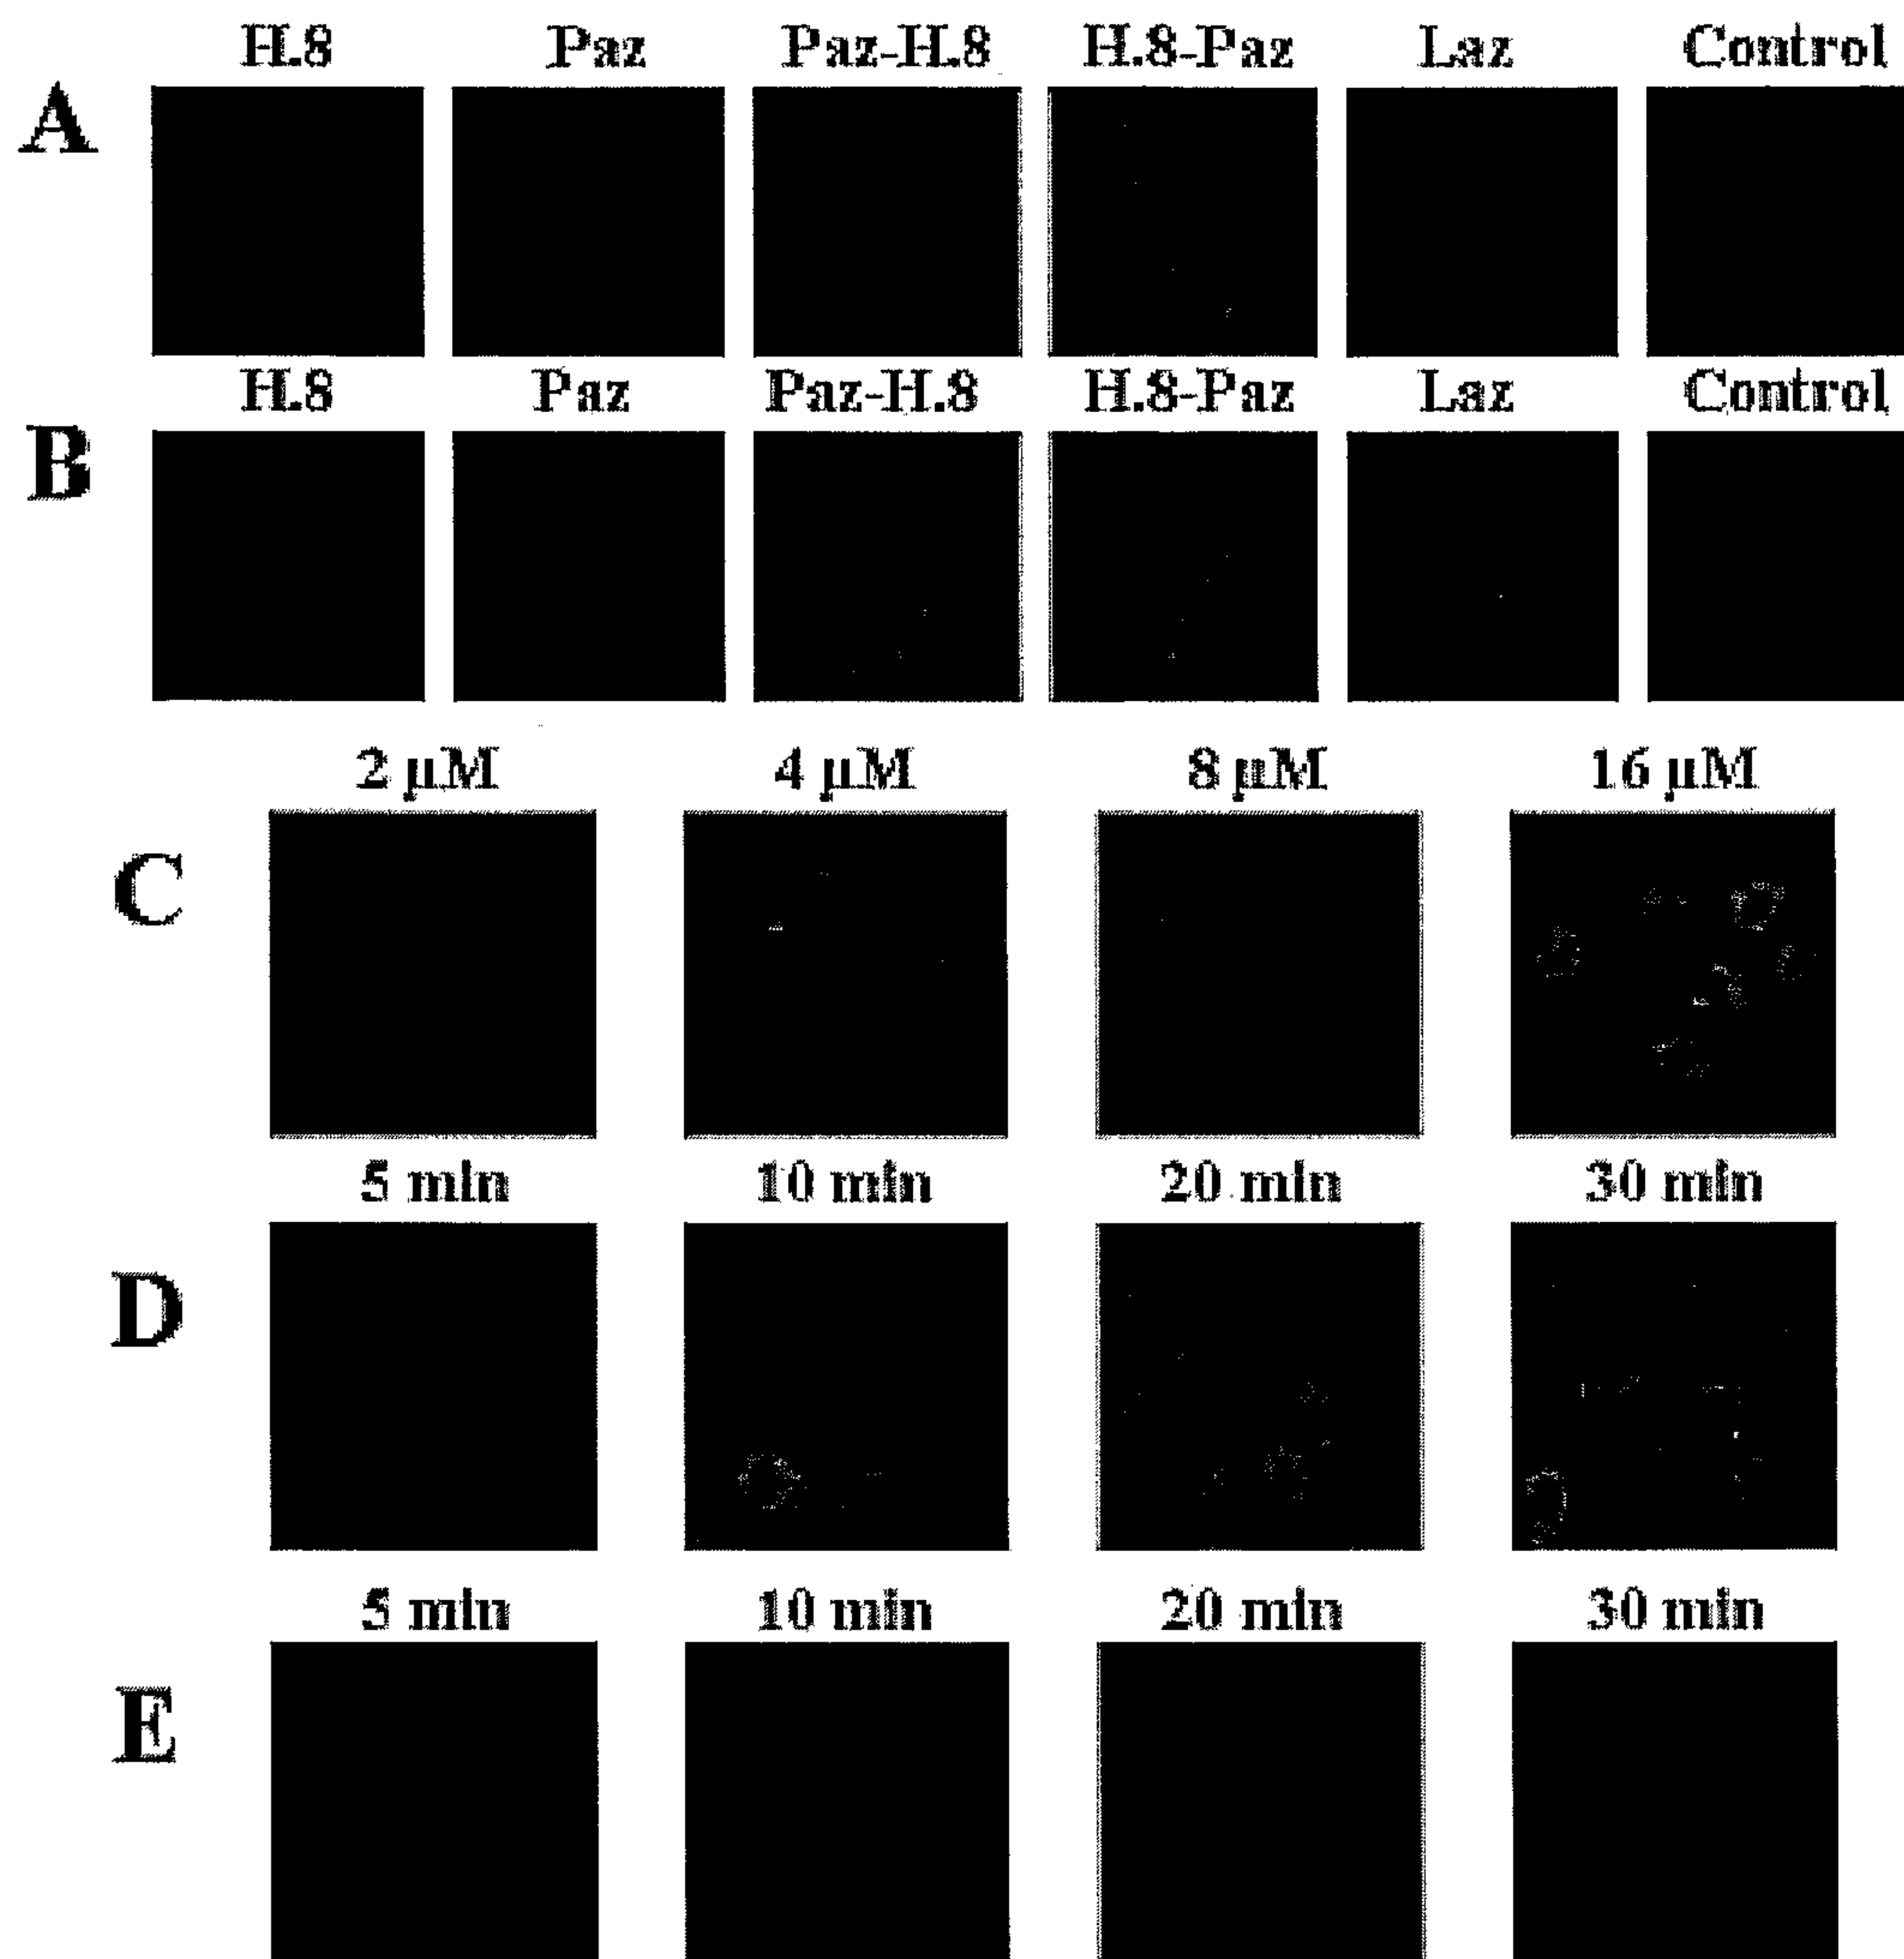 H.8 Paz Paz-H.8 H.8-Paz Laz Control
A
H.8 Paz Paz-H.8 H.8-Paz Laz Control
B
2 µM 4 µM 8 µM 16 µM
C
5 min 10 min 20 min 30 min
D
5 min 10 min 20 min 30 min
E